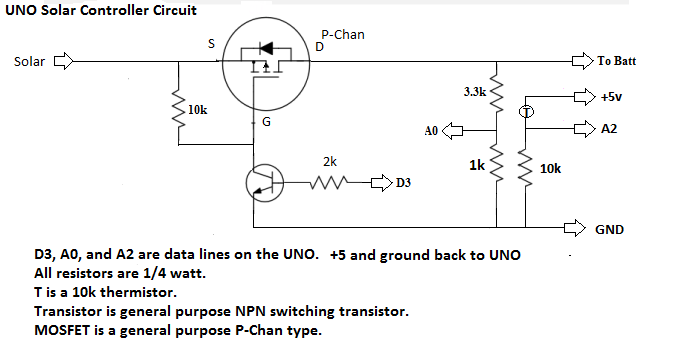 UNO Solar Controller Circuit
P-Chan
S
D
Solar
To Batt
3.3k
+5v
10k
G
A0
A2
T
2k
1k
10k
D3
GND
D3, A0, and A2 are data lines on the UNO. +5 and ground back to UNO
All resistors are 1/4 watt.
T is a 10k thermistor.
Transistor is general purpose NPN switching transistor.
MOSFET is a general purpose P-Chan type.